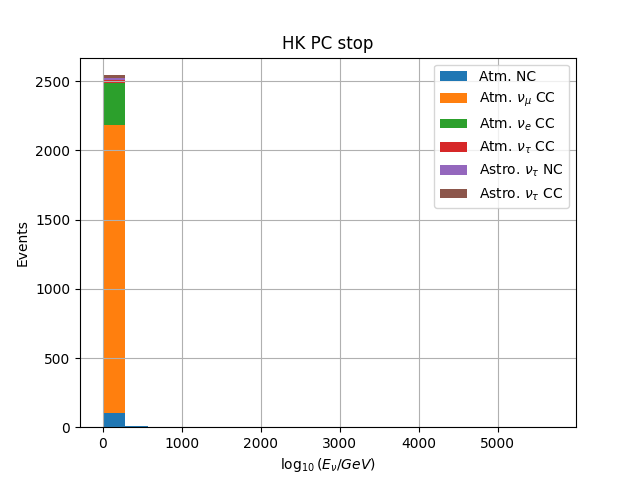 HK PC stop
Atm. NC
Atm. ν_μ CC
Atm. ν_e CC
Atm. ν_τ CC
Astro. ν_τ NC
Astro. ν_τ CC
Events
2500
2000
1500
1000
500
0
0 1000 2000 3000 4000 5000
log₁₀(E_ν/GeV)